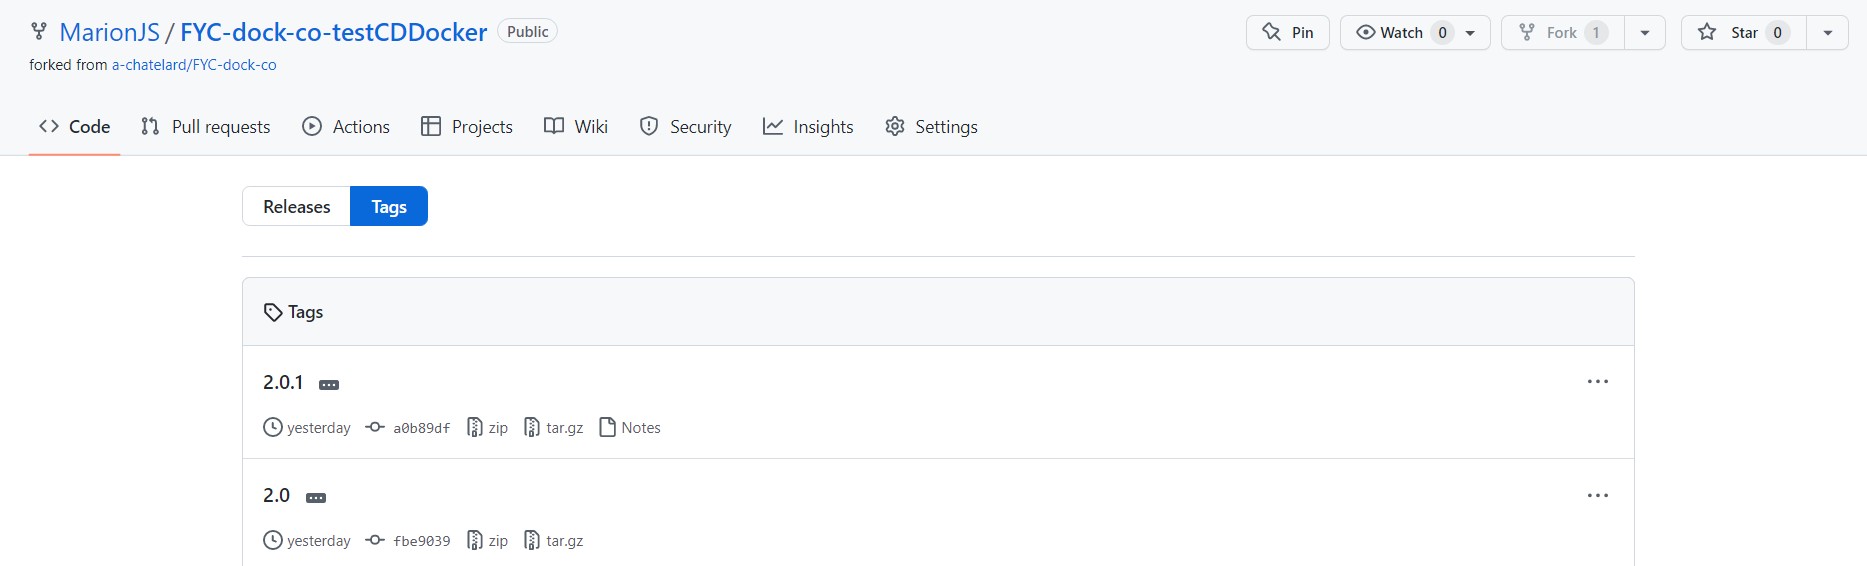 MarionJS / FYC-dock-co-testCDDocker Public Pin Watch 0 Fork 1 Star 0
forked from a-chatelard/FYC-dock-co
Code Pull requests Actions Projects Wiki Security Insights Settings
Releases Tags
Tags
2.0.1
yesterday a0b89df zip tar.gz Notes
2.0
yesterday fbe9039 zip tar.gz